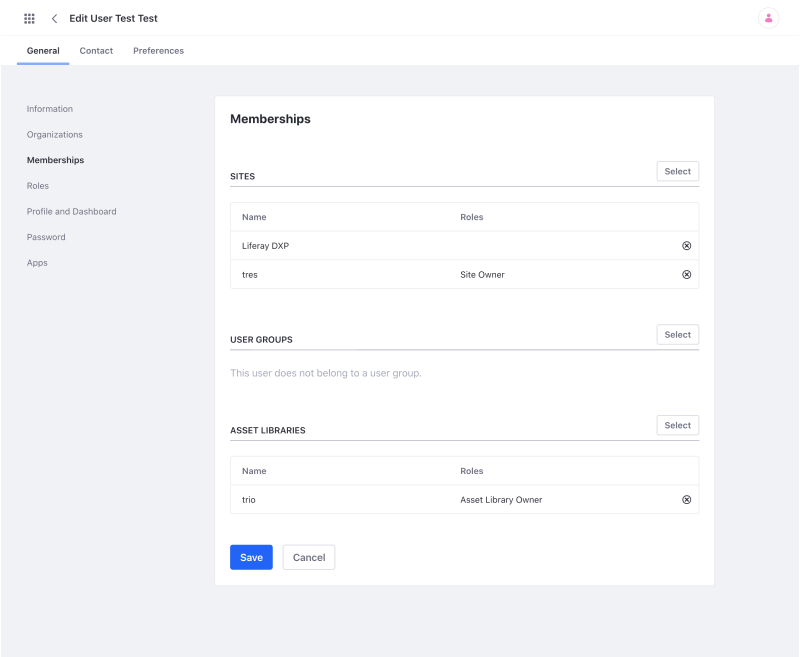 Edit User Test Test
General Contact Preferences
Information
Organizations
Memberships
Roles
Profile and Dashboard
Password
Apps
Memberships
SITES Select
Name Roles
Liferay DXP
tres Site Owner
USER GROUPS Select
This user does not belong to a user group.
ASSET LIBRARIES Select
Name Roles
trio Asset Library Owner
Save Cancel